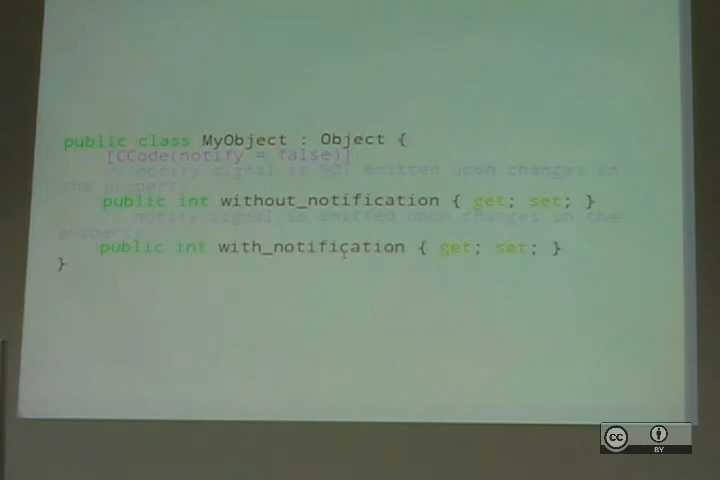 public class MyObject : Object {
[CCode(notify = false)]
notify signal is NOT emitted upon changes in
the property
public int without_notification { get; set; }
notify signal is emitted upon changes in the
property
public int with_notification { get; set; }
}
cc
BY